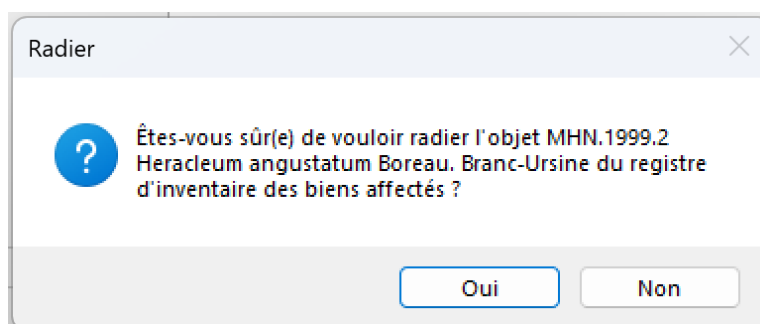 Radier
Êtes-vous sûr(e) de vouloir radier l'objet MHN.1999.2
Heracleum angustatum Boreau. Branc-Ursine du registre
d'inventaire des biens affectés ?
Oui
Non